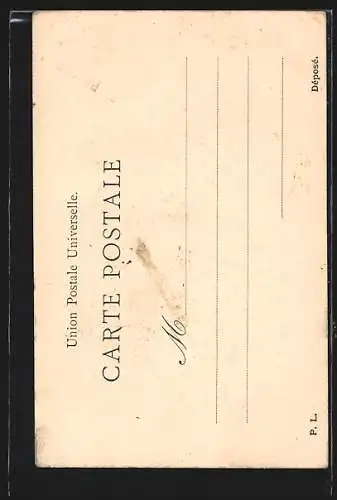 Union Postale Universelle.
CARTE POSTALE
M
P. L.
Déposé.